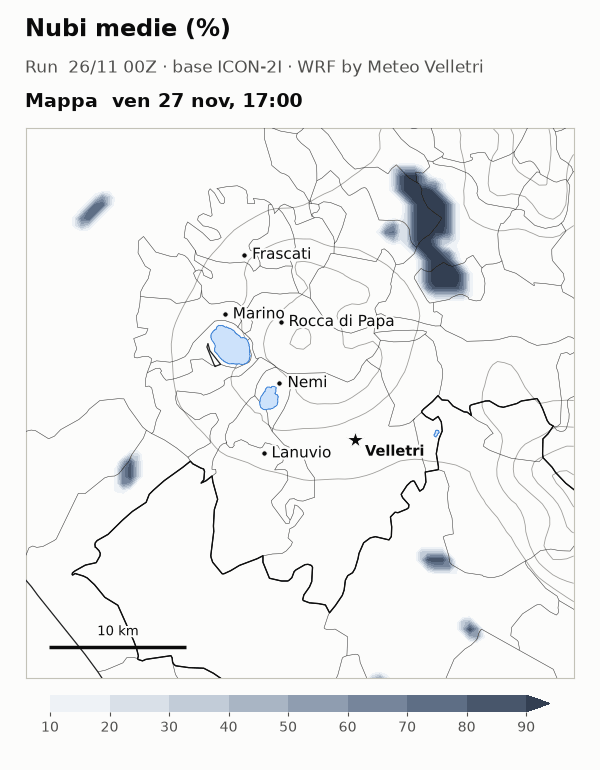 Nubi medie (%)
Run  26/11 00Z · base ICON-2I · WRF by Meteo Velletri
Mappa  ven 27 nov, 17:00
Frascati
Marino
Rocca di Papa
Nemi
Velletri
Lanuvio
10 km
10 20 30 40 50 60 70 80 90